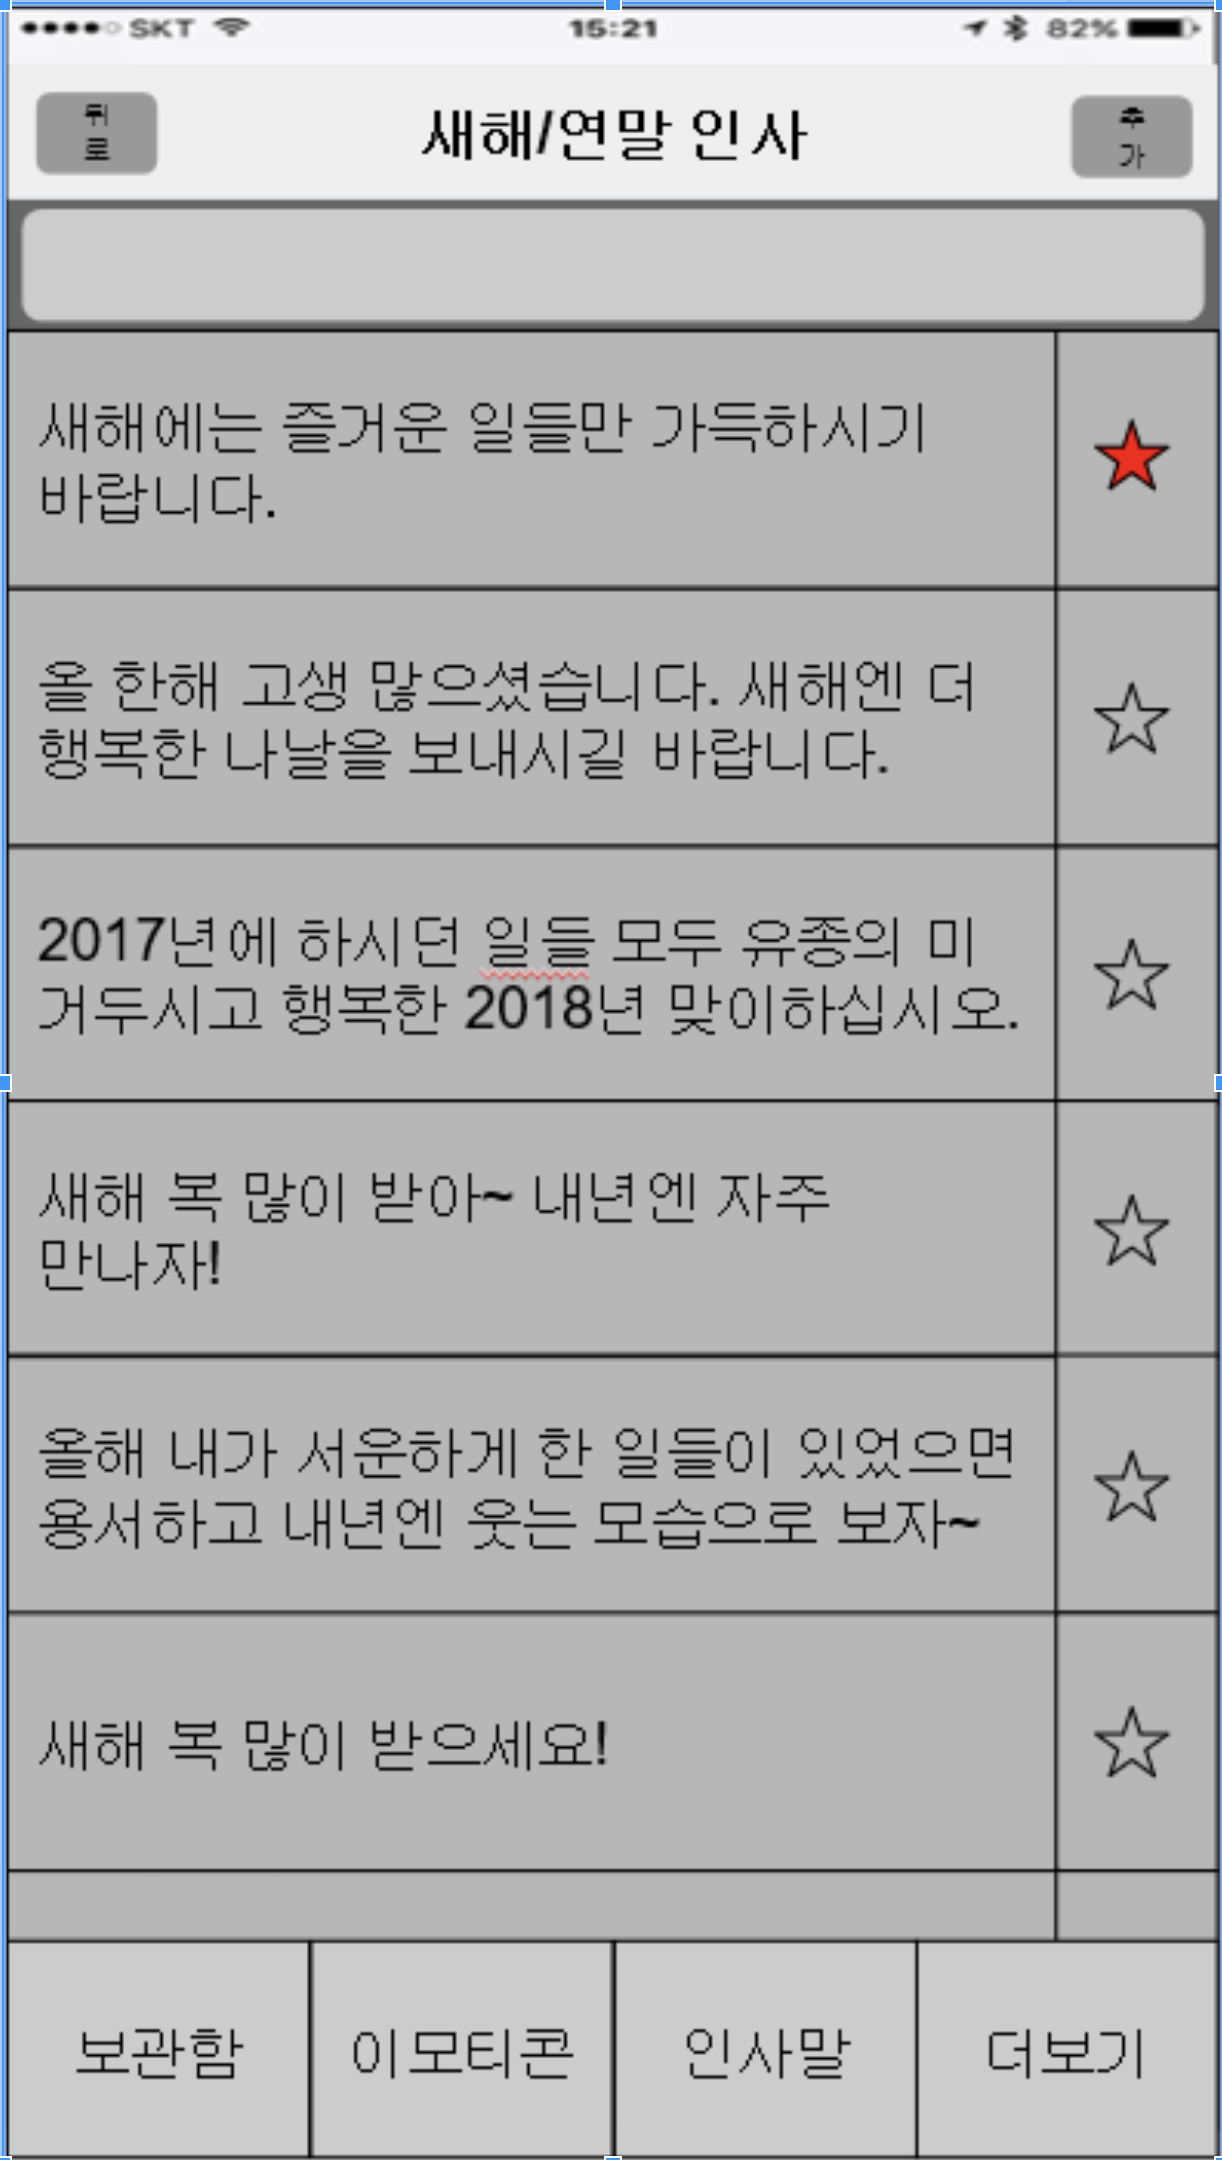 SKT 15:21 82%
뒤
로
새해/연말 인사
추
가
새해에는 즐거운 일들만 가득하시기
바랍니다.
올 한해 고생 많으셨습니다. 새해엔 더
행복한 나날을 보내시길 바랍니다.
2017년에 하시던 일들 모두 유종의 미
거두시고 행복한 2018년 맞이하십시오.
새해 복 많이 받아~ 내년엔 자주
만나자!
올해 내가 서운하게 한 일들이 있었으면
용서하고 내년엔 웃는 모습으로 보자~
새해 복 많이 받으세요!
보관함 이모티콘 인사말 더보기